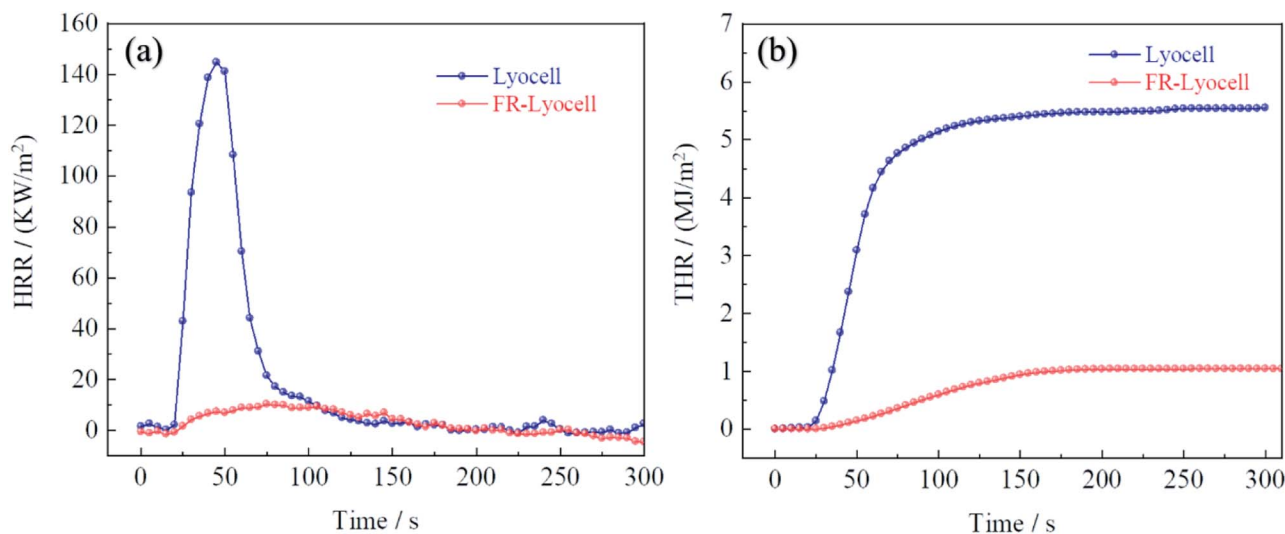 (a)
Lyocell
FR-Lyocell
HRR / (KW/m²)
160
140
120
100
80
60
40
20
0
0 50 100 150 200 250 300
Time / s
(b)
Lyocell
FR-Lyocell
THR / (MJ/m²)
7
6
5
4
3
2
1
0
0 50 100 150 200 250 300
Time / s